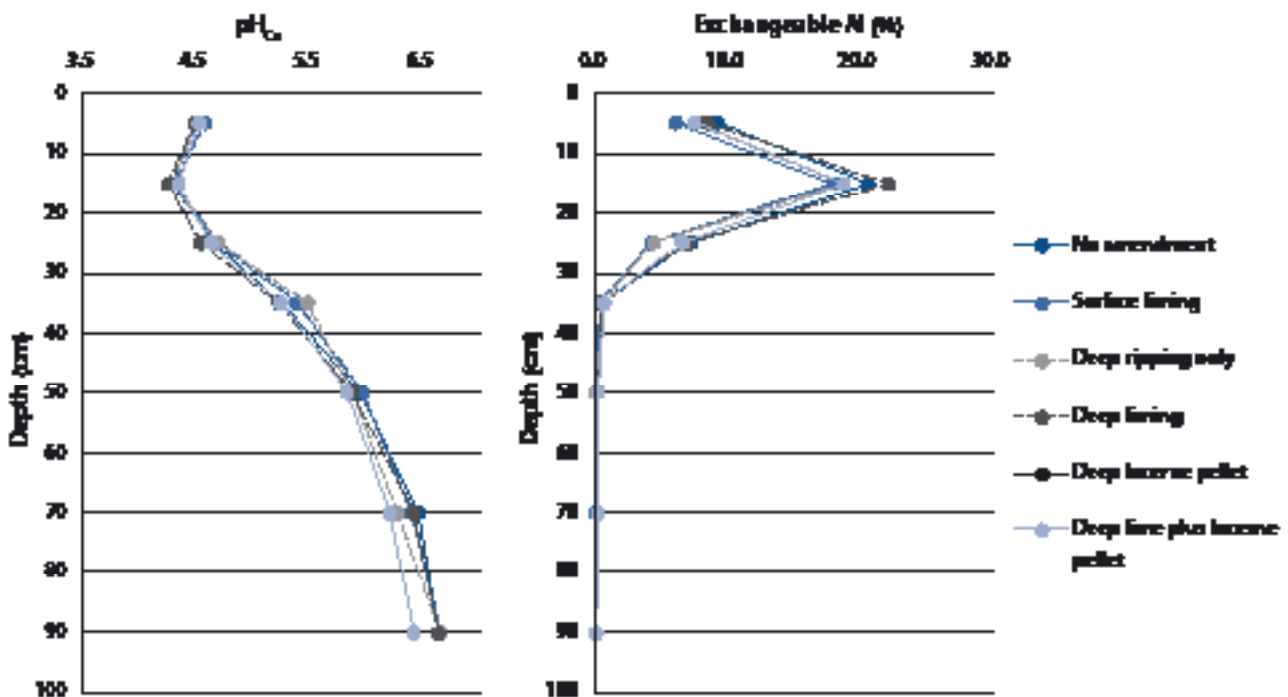 pHCa
3.5 4.5 5.5 6.5
0
10
20
30
40
50
60
70
80
90
100
Depth (cm)
Exchangeable Al (%)
0.0 10.0 20.0 30.0
0
10
20
30
40
50
60
70
80
90
100
Depth (cm)
No amendment
Surface liming
Deep ripping only
Deep liming
Deep lucerne pellet
Deep lime plus lucerne
pellet